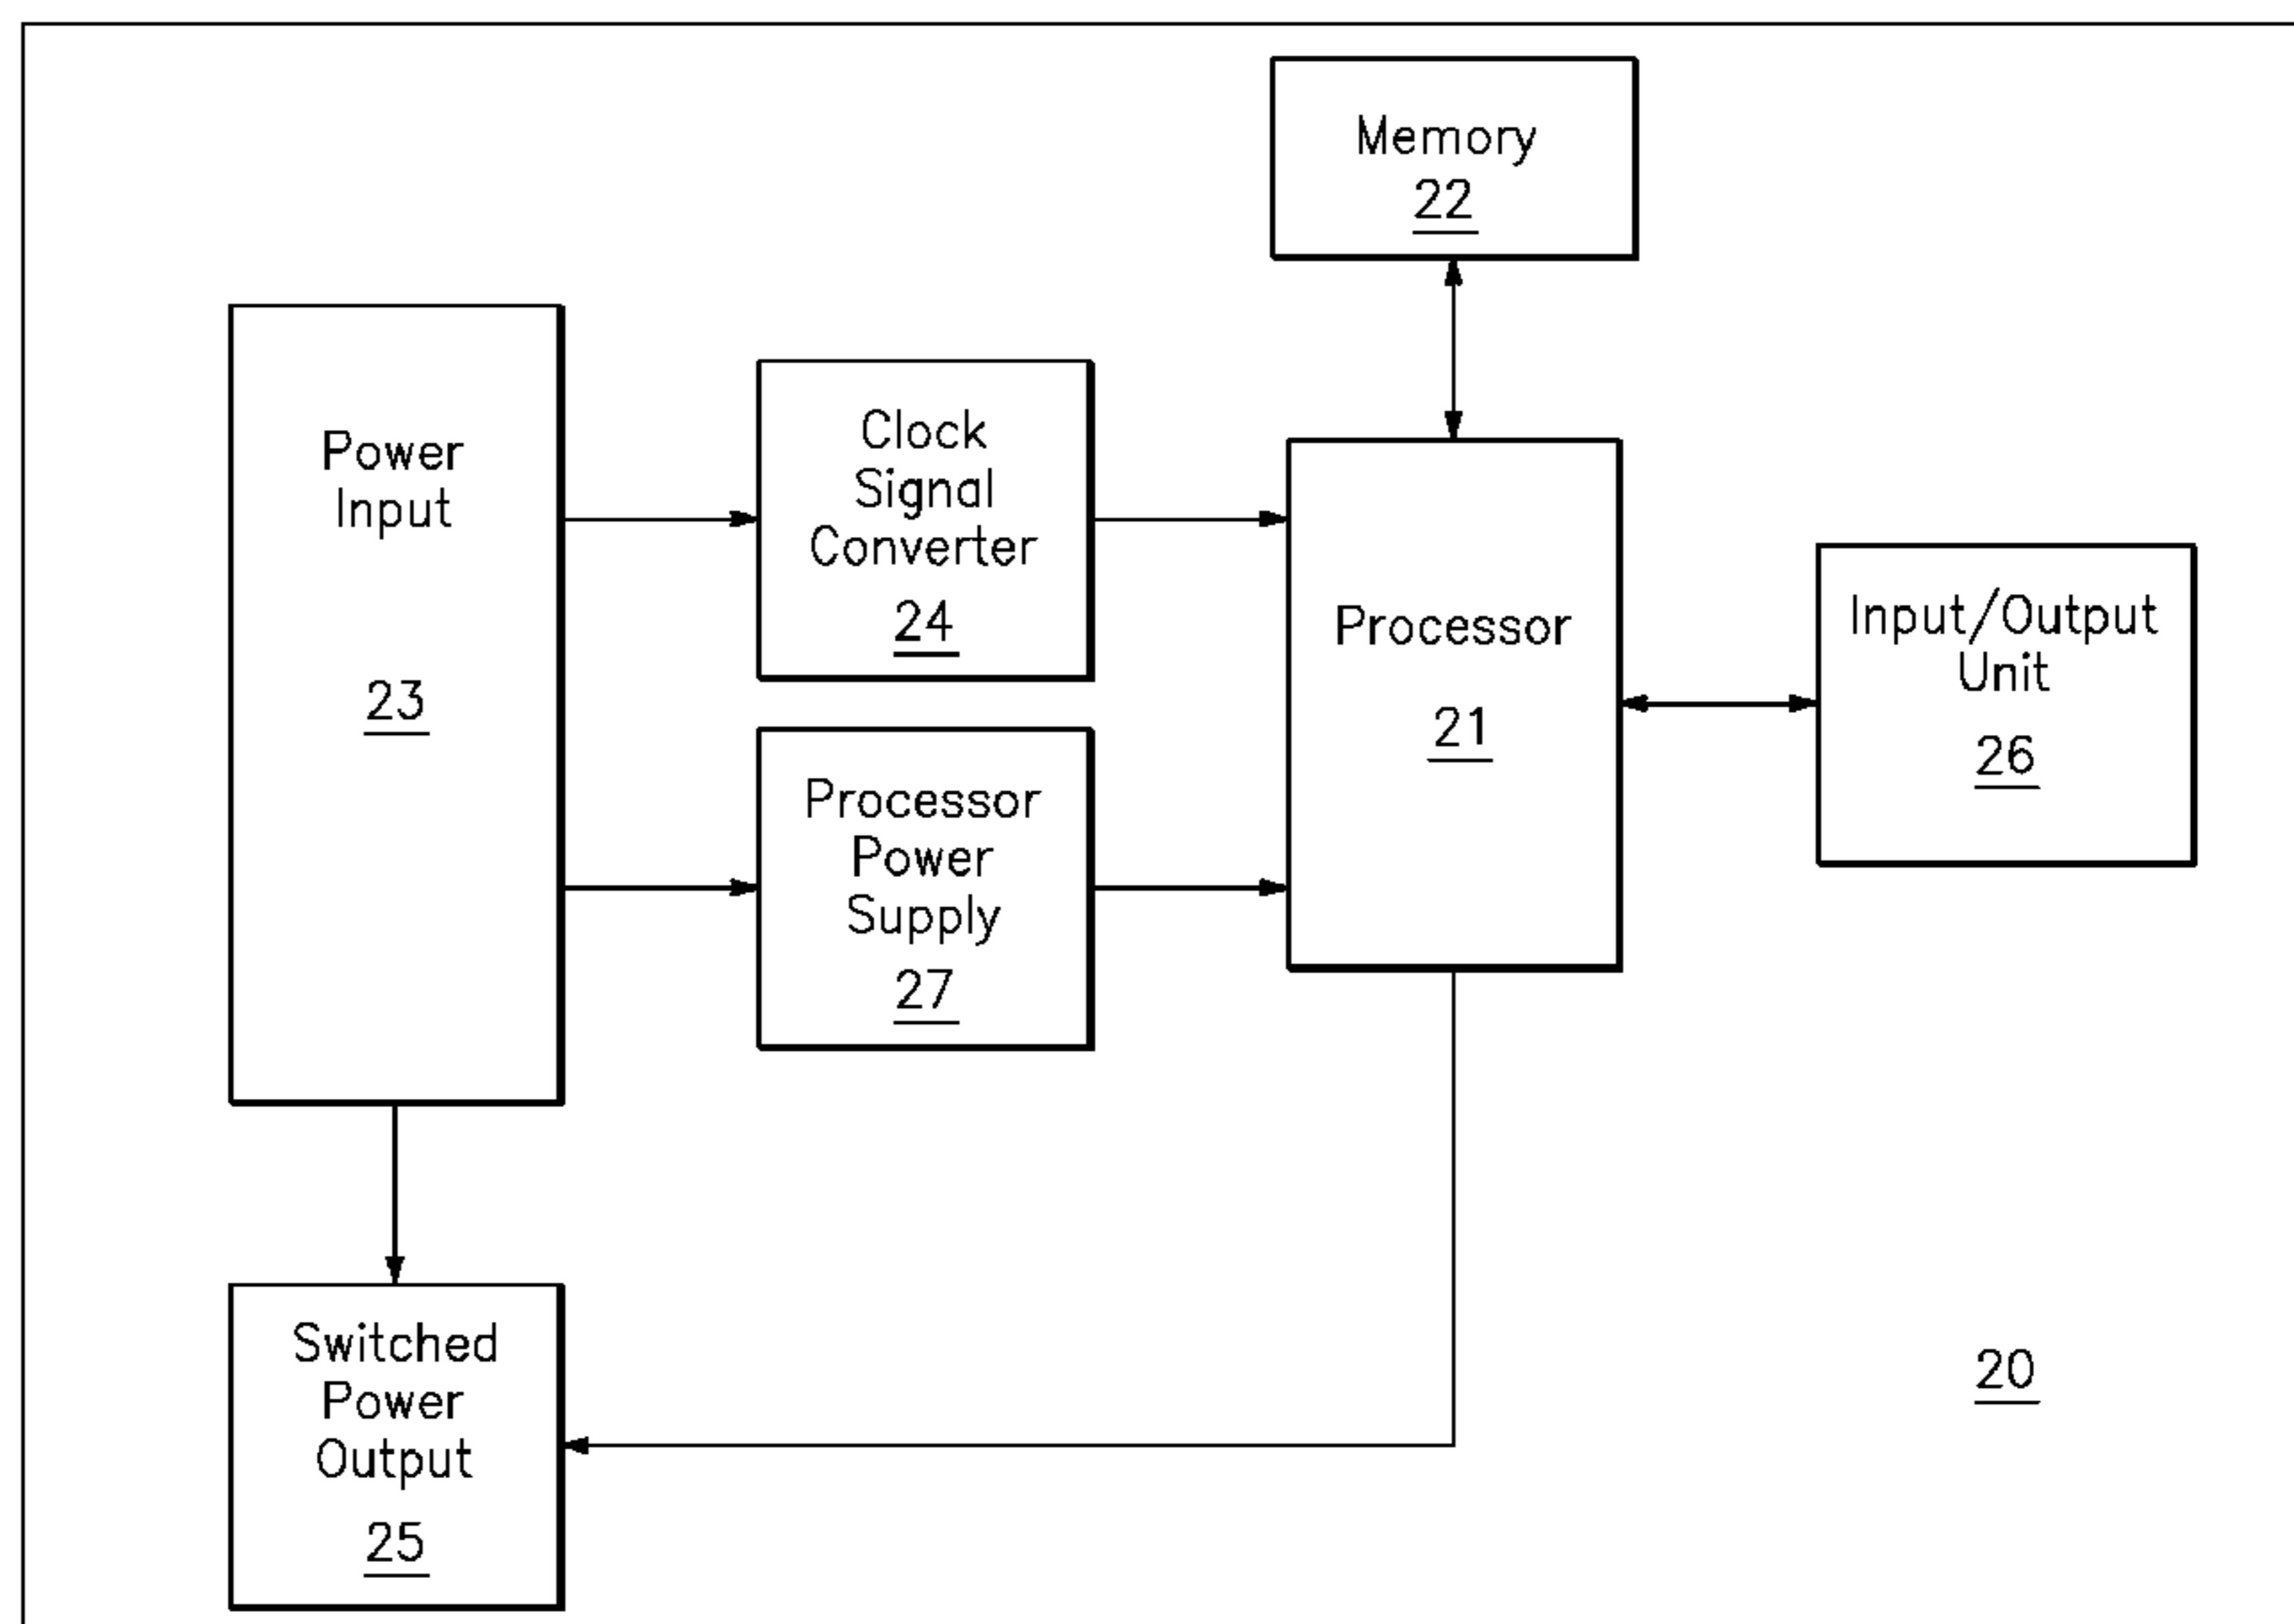 Memory
22
Power
Input
23
Clock
Signal
Converter
24
Processor
21
Input/Output
Unit
26
Processor
Power
Supply
27
Switched
Power
Output
25
20